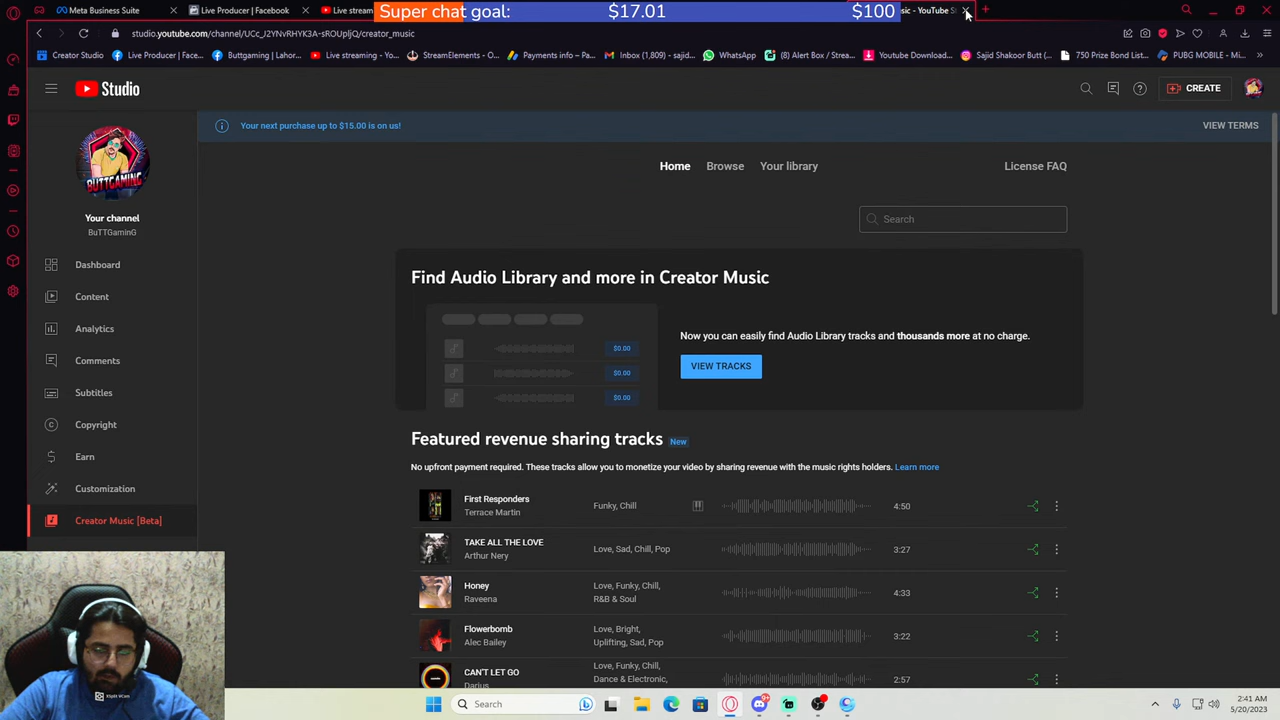 Meta Business Suite
Live Producer | Facebook
Live stream
Super chat goal: $17.01 $100
sic - YouTube S
studio.youtube.com/channel/UCc_J2YNvRHYK3A-sROUpIjQ/creator_music
Creator Studio
Live Producer | Face...
Buttgaming | Lahor...
Live streaming - Yo...
StreamElements - O...
Payments info – Pa...
Inbox (1,809) - sajid...
WhatsApp
(8) Alert Box / Strea...
Youtube Downloa...
Sajid Shakoor Butt (...
750 Prize Bond List...
PUBG MOBILE - Mi...
Studio
CREATE
Your next purchase up to $15.00 is on us!
VIEW TERMS
Home
Browse
Your library
License FAQ
Search
BUTTGAMING
Your channel
BuTTGaminG
Dashboard
Content
Analytics
Comments
Subtitles
Copyright
Earn
Customization
Creator Music [Beta]
Find Audio Library and more in Creator Music
$0.00
$0.00
$0.00
Now you can easily find Audio Library tracks and thousands more at no charge.
VIEW TRACKS
Featured revenue sharing tracks New
No upfront payment required. These tracks allow you to monetize your video by sharing revenue with the music rights holders. Learn more
First Responders
Terrace Martin
Funky, Chill
4:50
TAKE ALL THE LOVE
Arthur Nery
Love, Sad, Chill, Pop
3:27
Honey
Raveena
Love, Funky, Chill,
R&B & Soul
4:33
Flowerbomb
Alec Bailey
Love, Bright,
Uplifting, Sad, Pop
3:22
CAN'T LET GO
Darius
Love, Funky, Chill,
Dance & Electronic,
2:57
XSplit VCam
Search
9+
2:41 AM
5/20/2023